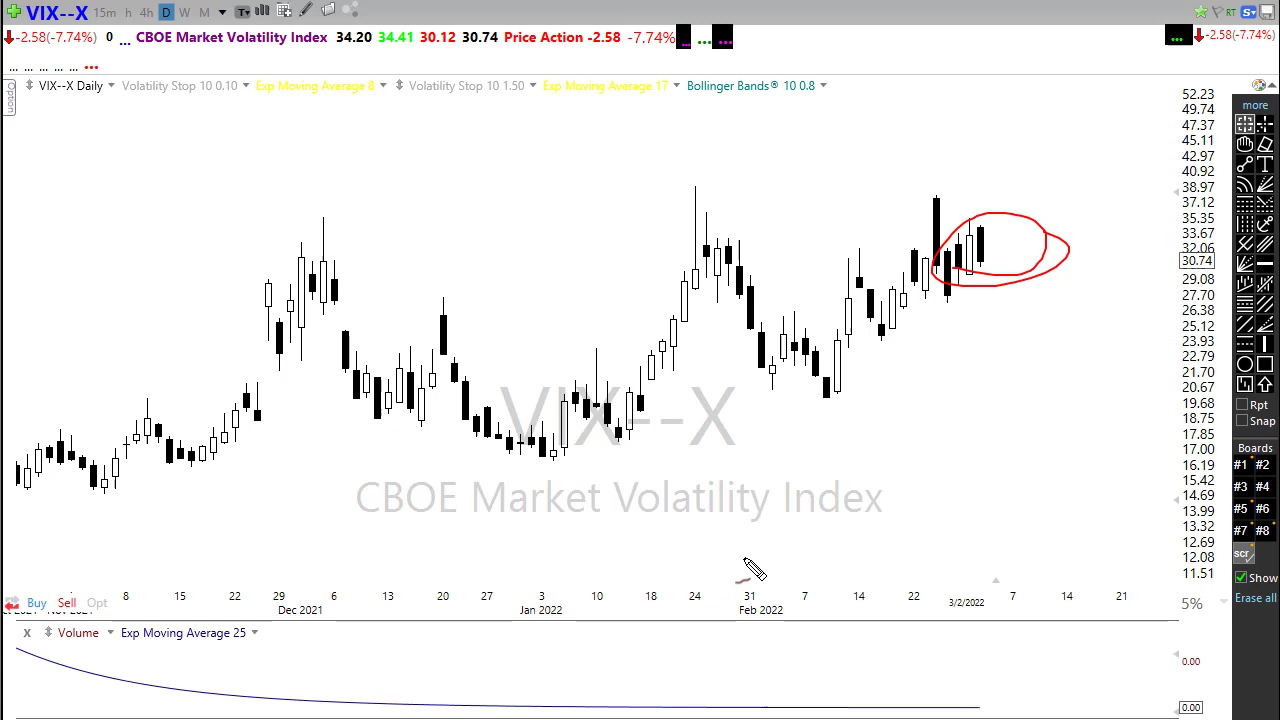 VIX--X 15m h 4h D W M T RT S
-2.58(-7.74%) 0 ... CBOE Market Volatility Index 34.20 34.41 30.12 30.74 Price Action -2.58 -7.74% ... ... ... ... -2.58(-7.74%)
... ... ... ... ...
Option
VIX--X Daily Volatility Stop 10 0.10 Exp Moving Average 8 Volatility Stop 10 1.50 Exp Moving Average 17 Bollinger Bands® 10 0.8
52.23
49.74
47.37
45.11
42.97
40.92
38.97
37.12
35.35
33.67
32.06
30.74
29.08
27.70
26.38
25.12
23.93
22.79
21.70
20.67
19.68
18.75
17.85
17.00
16.19
15.42
14.69
13.99
13.32
12.69
12.08
11.51
more
T
Rpt
Snap
Boards
#1 #2
#3 #4
#5 #6
#7 #8
scr
Show
Erase all
VIX--X
CBOE Market Volatility Index
8 15 22 6 13 20 27 3 10 18 24 31 7 14 22 3/2/2022 7 14 21
Dec 2021 Jan 2022 Feb 2022
Buy Sell Opt
5%
X Volume Exp Moving Average 25
0.00
0.00